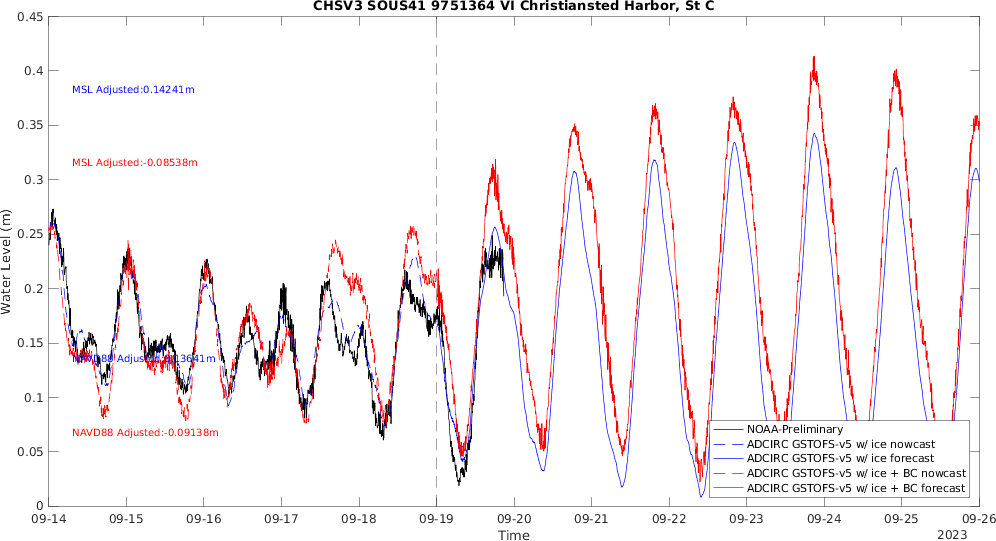 CHSV3 SOUS41 9751364 VI Christiansted Harbor, St C
Water Level (m)
0.45
0.4
0.35
0.3
0.25
0.2
0.15
0.1
0.05
0
MSL Adjusted:0.14241m
MSL Adjusted:-0.08538m
NAVD88 Adjusted:0.13641m
NAVD88 Adjusted:-0.09138m
NOAA-Preliminary
ADCIRC GSTOFS-v5 w/ ice nowcast
ADCIRC GSTOFS-v5 w/ ice forecast
ADCIRC GSTOFS-v5 w/ ice + BC nowcast
ADCIRC GSTOFS-v5 w/ ice + BC forecast
09-14 09-15 09-16 09-17 09-18 09-19 09-20 09-21 09-22 09-23 09-24 09-25 09-26
Time
2023